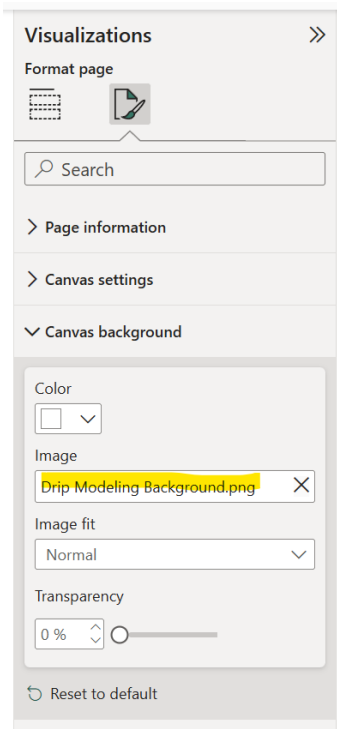 Visualizations
Format page
Search
Page information
Canvas settings
Canvas background
Color
Image
Drip Modeling Background.png
Image fit
Normal
Transparency
0 %
Reset to default